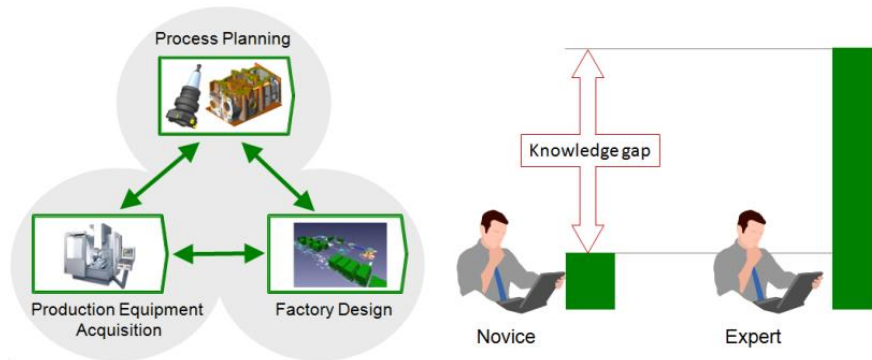 Process Planning
Production Equipment
Acquisition
Factory Design
Knowledge gap
Novice
Expert